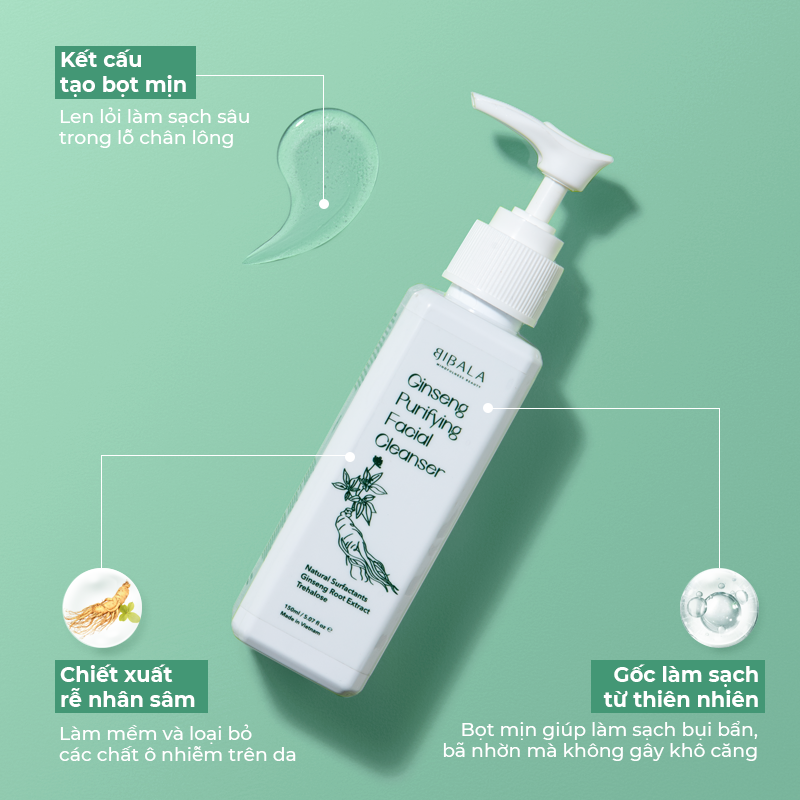 Kết cấu
tạo bọt mịn
Len lỏi làm sạch sâu
trong lỗ chân lông
BIBALA
MINDFULNESS BEAUTY
Ginseng
Purifying
Facial
Cleanser
Natural Surfactants
Ginseng Root Extract
Trehalose
150ml / 5.07 fl oz ℮
Made in Vietnam
Chiết xuất
rễ nhân sâm
Làm mềm và loại bỏ
các chất ô nhiễm trên da
Gốc làm sạch
từ thiên nhiên
Bọt mịn giúp làm sạch bụi bẩn,
bã nhờn mà không gây khô căng